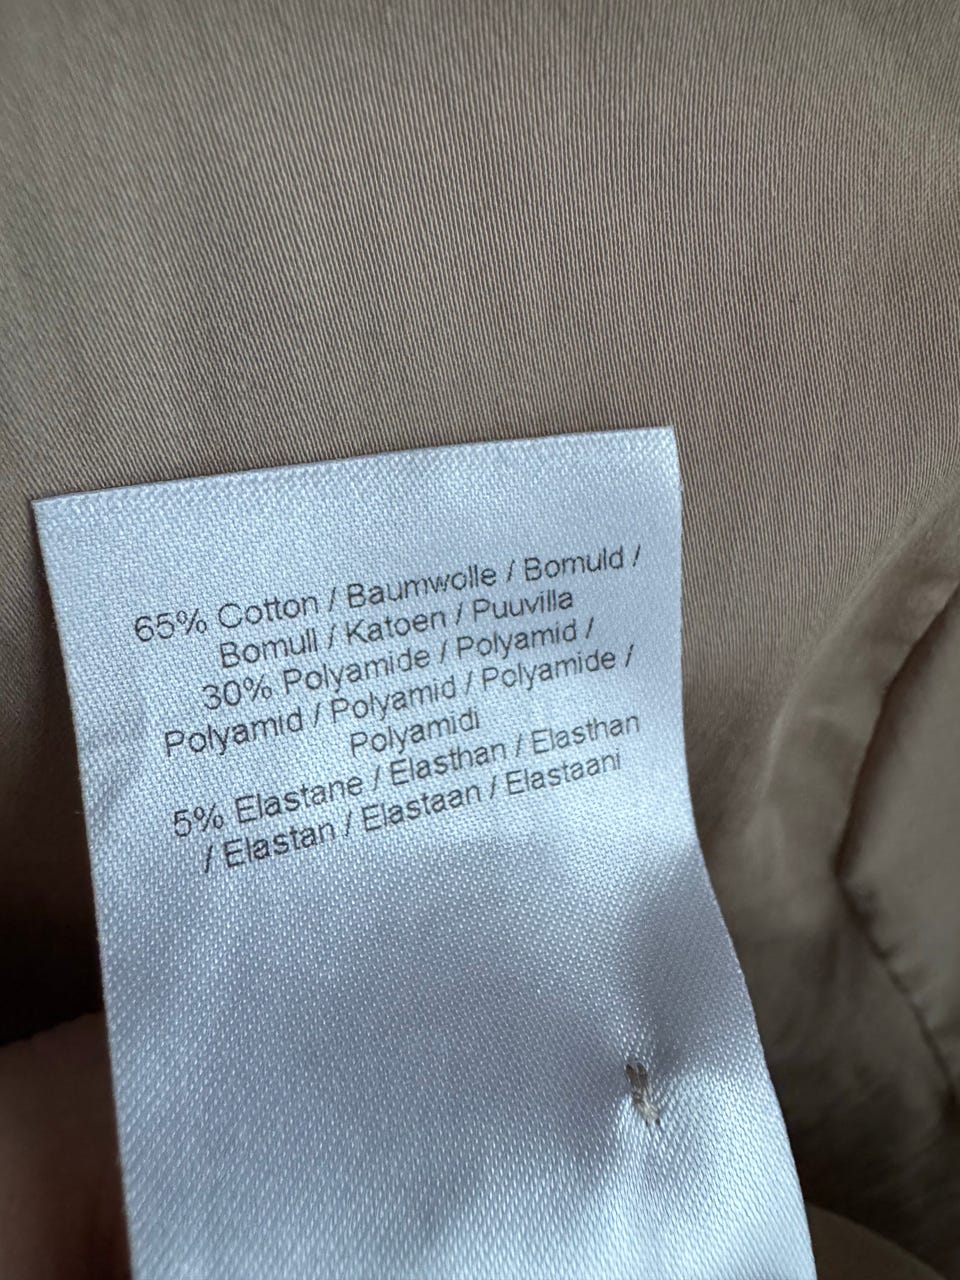 65% Cotton / Baumwolle / Bomuld /
Bomull / Katoen / Puuvilla
30% Polyamide / Polyamid /
Polyamid / Polyamid / Polyamide /
Polyamidi
5% Elastane / Elasthan / Elasthan
/ Elastan / Elastaan / Elastaani